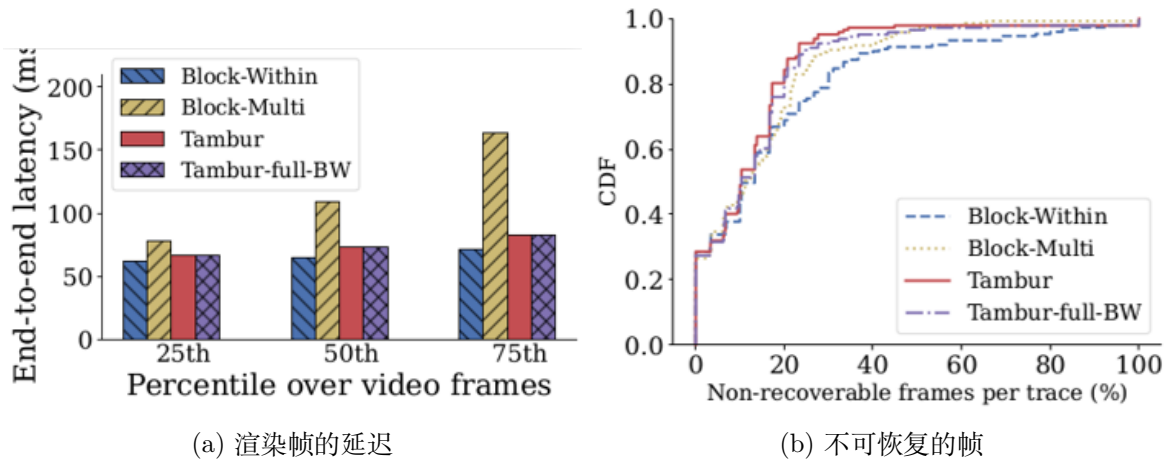 End-to-end latency (ms
200
150
100
50
0
Block-Within
Block-Multi
Tambur
Tambur-full-BW
25th 50th 75th
Percentile over video frames
(a) 渲染帧的延迟
CDF
1.0
0.8
0.6
0.4
0.2
0.0
Block-Within
Block-Multi
Tambur
Tambur-full-BW
0 20 40 60 80 100
Non-recoverable frames per trace (%)
(b) 不可恢复的帧